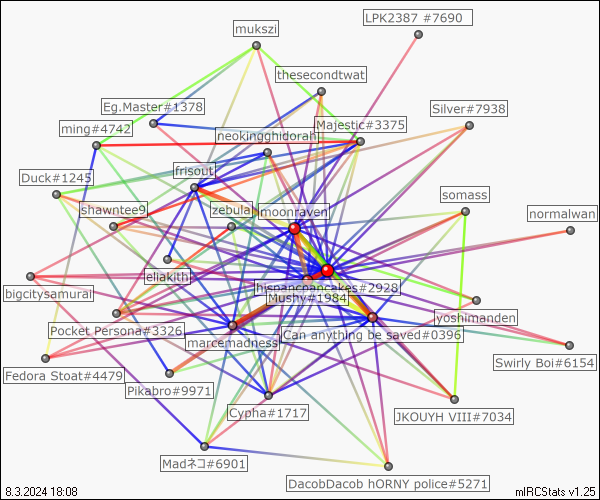 LPK2387 #7690
mukszi
thesecondtwat
Eg.Master#1378
Silver#7938
ming#4742
Majestic#3375
neokingghidorah
frisout
Duck#1245
somass
shawntee9
zebulal
moonraven
normalwan
eliakith
bigcitysamurai
hispancpancakes#2928
Mushy#1984
yoshimanden
Pocket Persona#3326
marcemadness
Can anything be saved#0396
Swirly Boi#6154
Fedora Stoat#4479
Pikabro#9971
Cypha#1717
JKOUYH VIII#7034
Madネコ#6901
DacobDacob hORNY police#5271
8.3.2024 18:08
mIRCStats v1.25